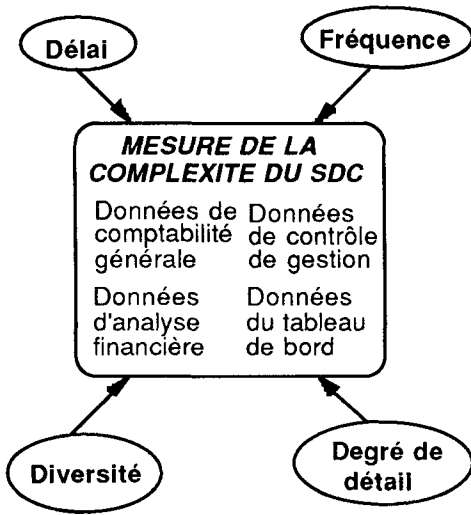 Délai
Fréquence
MESURE DE LA
COMPLEXITE DU SDC
Données de
comptabilité
générale
Données
de contrôle
de gestion
Données
d'analyse
financière
Données
du tableau
de bord
Diversité
Degré de
détail